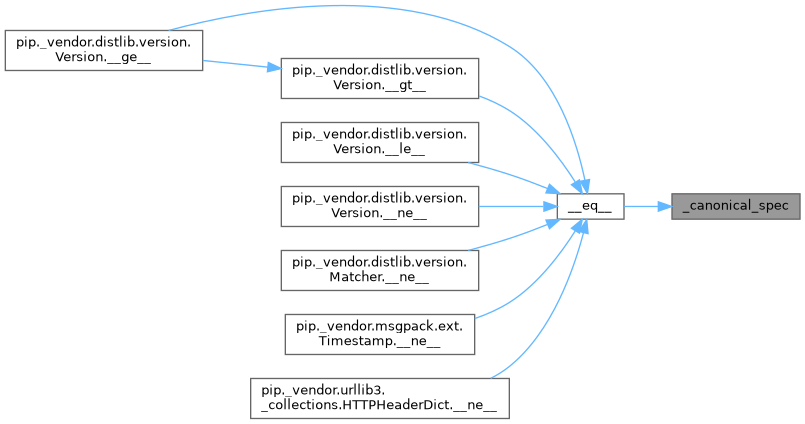 pip._vendor.distlib.version.
Version.__ge__
pip._vendor.distlib.version.
Version.__gt__
pip._vendor.distlib.version.
Version.__le__
pip._vendor.distlib.version.
Version.__ne__
pip._vendor.distlib.version.
Matcher.__ne__
pip._vendor.msgpack.ext.
Timestamp.__ne__
pip._vendor.urllib3.
_collections.HTTPHeaderDict.__ne__
__eq__
_canonical_spec